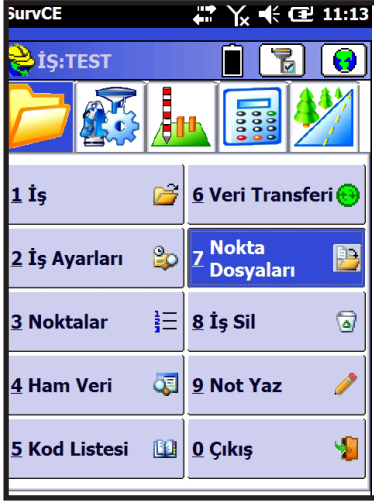 SurvCE 11:13
İŞ:TEST
1 İş
6 Veri Transferi
2 İş Ayarları
7 Nokta
Dosyaları
3 Noktalar
8 İş Sil
4 Ham Veri
9 Not Yaz
5 Kod Listesi
0 Çıkış